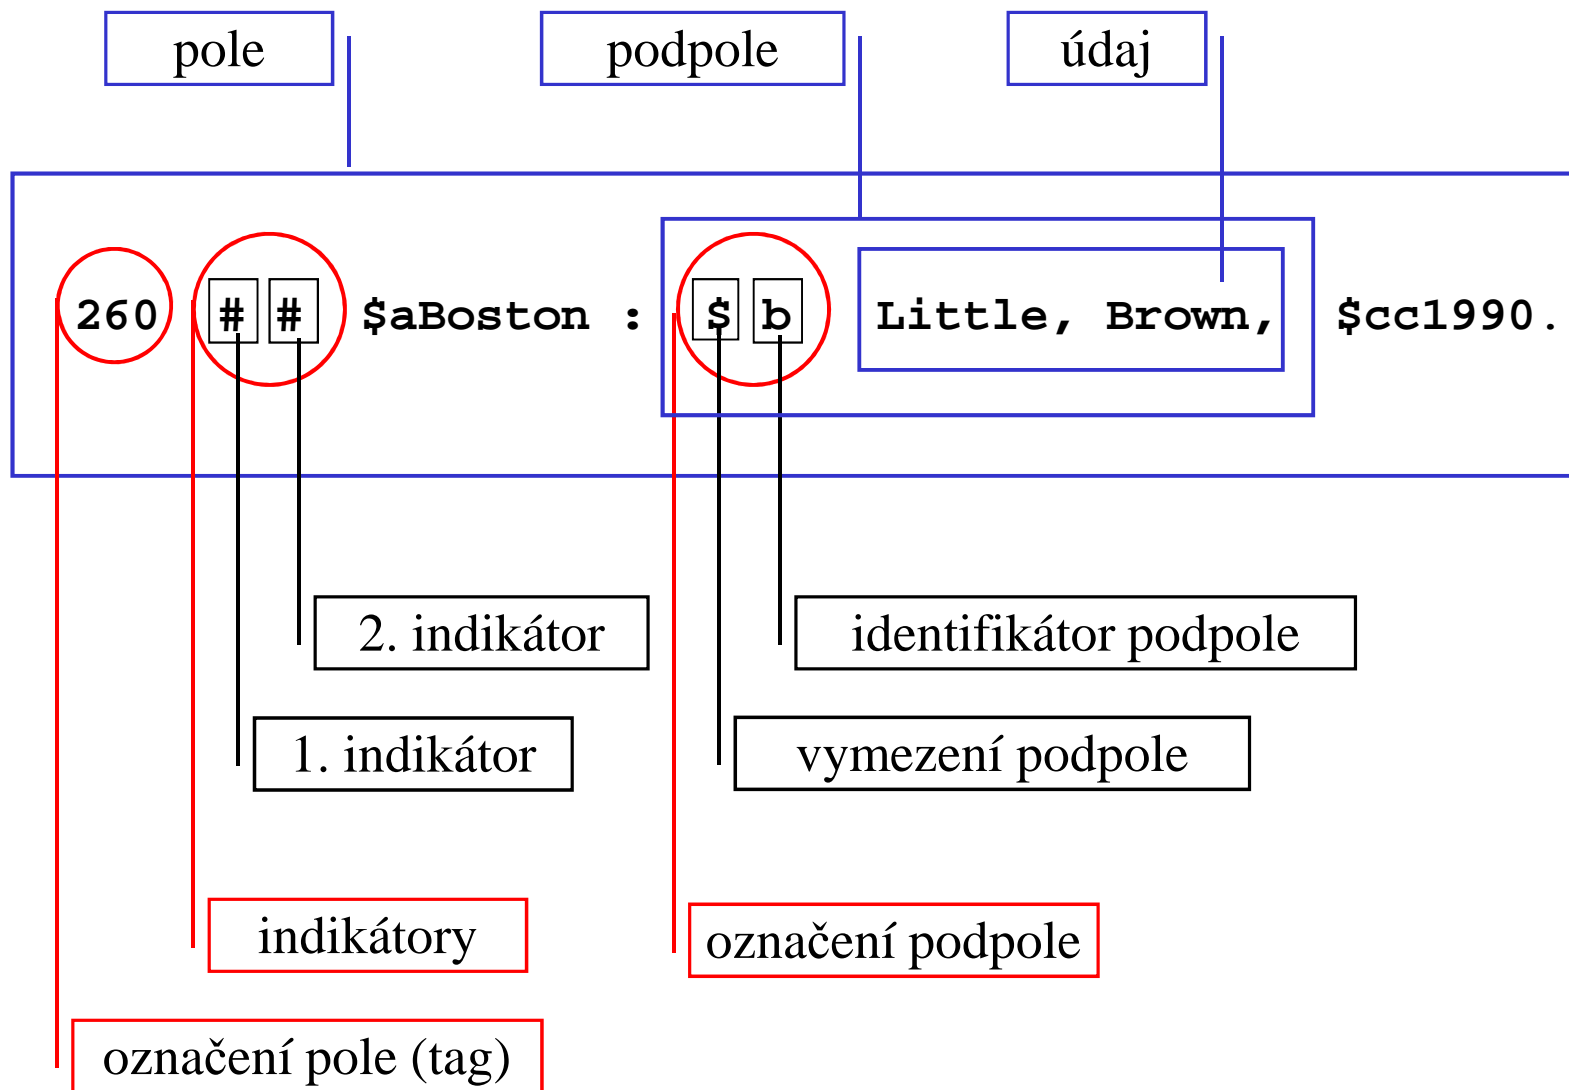 pole podpole údaj
260 # # $aBoston : $ b Little, Brown, $cc1990.
2. indikátor identifikátor podpole
1. indikátor vymezení podpole
indikátory označení podpole
označení pole (tag)